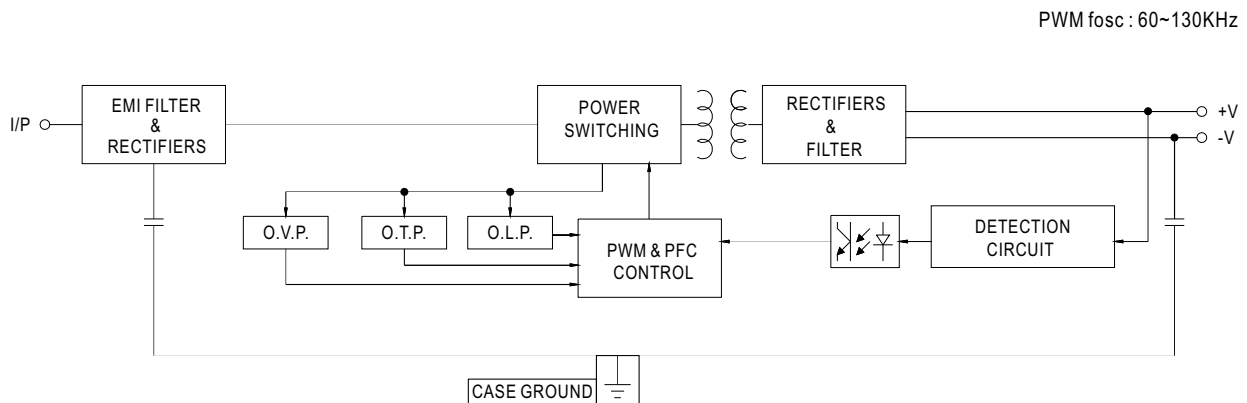 PWM fosc : 60~130KHz
I/P
EMI FILTER
&
RECTIFIERS
POWER
SWITCHING
RECTIFIERS
&
FILTER
+V
-V
O.V.P.
O.T.P.
O.L.P.
PWM & PFC
CONTROL
DETECTION
CIRCUIT
CASE GROUND